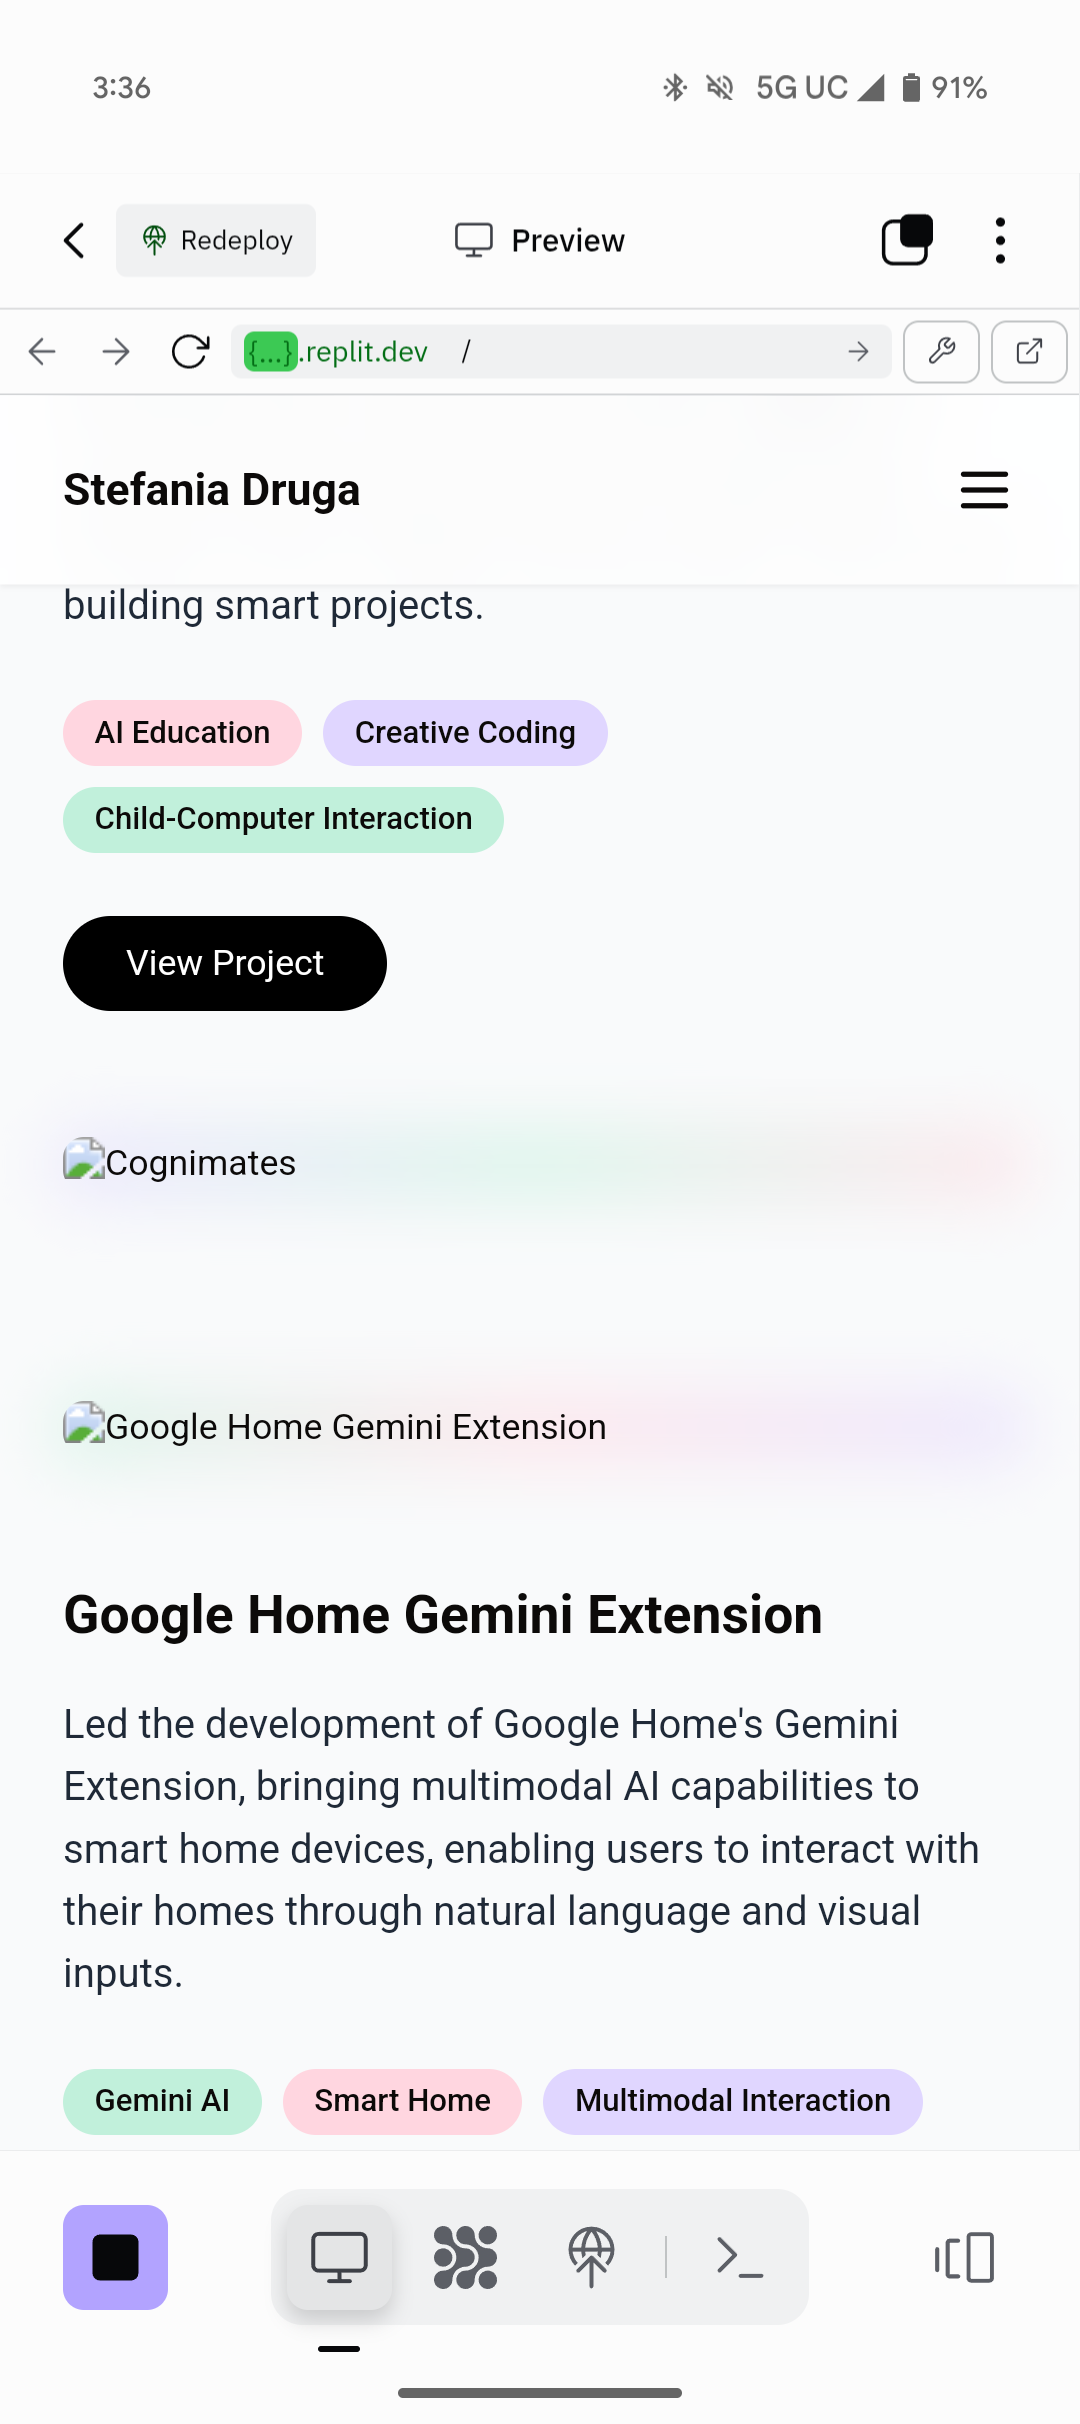 3:36 5G UC 91%
Redeploy Preview
{...}.replit.dev /
Stefania Druga
building smart projects.
AI Education Creative Coding
Child-Computer Interaction
View Project
Cognimates
Google Home Gemini Extension
Google Home Gemini Extension
Led the development of Google Home's Gemini
Extension, bringing multimodal AI capabilities to
smart home devices, enabling users to interact with
their homes through natural language and visual
inputs.
Gemini AI Smart Home Multimodal Interaction